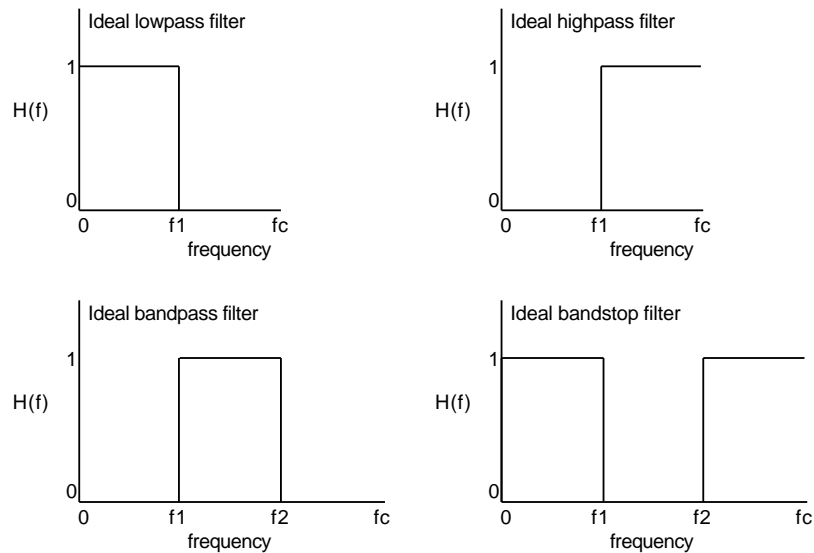 Ideal lowpass filter
1
H(f)
0
0 f1 fc
frequency
Ideal highpass filter
1
H(f)
0
0 f1 fc
frequency
Ideal bandpass filter
1
H(f)
0
0 f1 f2 fc
frequency
Ideal bandstop filter
1
H(f)
0
0 f1 f2 fc
frequency